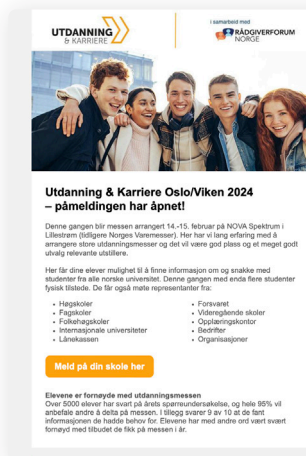 UTDANNING
& KARRIERE
i samarbeid med
RÅDGIVERFORUM
NORGE
Utdanning & Karriere Oslo/Viken 2024
– påmeldingen har åpnet!
Denne gangen blir messen arrangert 14.-15. februar på NOVA Spektrum i
Lillestrøm (tidligere Norges Varemesser). Her har vi lang erfaring med å
arrangere store utdanningsmesser og det vil være god plass og et meget godt
utvalg relevante utstillere.
Her får dine elever mulighet til å finne informasjon om og snakke med
studenter fra alle norske universitet. Denne gangen med enda flere studenter
fysisk tilstede. De får også møte representanter fra:
• Høgskoler
• Fagskoler
• Folkehøgskoler
• Internasjonale universiteter
• Lånekassen
• Forsvaret
• Videregående skoler
• Opplæringskontor
• Bedrifter
• Organisasjoner
Meld på din skole her
Elevene er fornøyde med utdanningsmessen
Over 5000 elever har svart på årets spørreundersøkelse, og hele 95% vil
anbefale andre å delta på messen. I tillegg svarer 9 av 10 at de fant
informasjonen de hadde behov for. Elevene har med andre ord vært svært
fornøyd med tilbudet de fikk på messen i år.